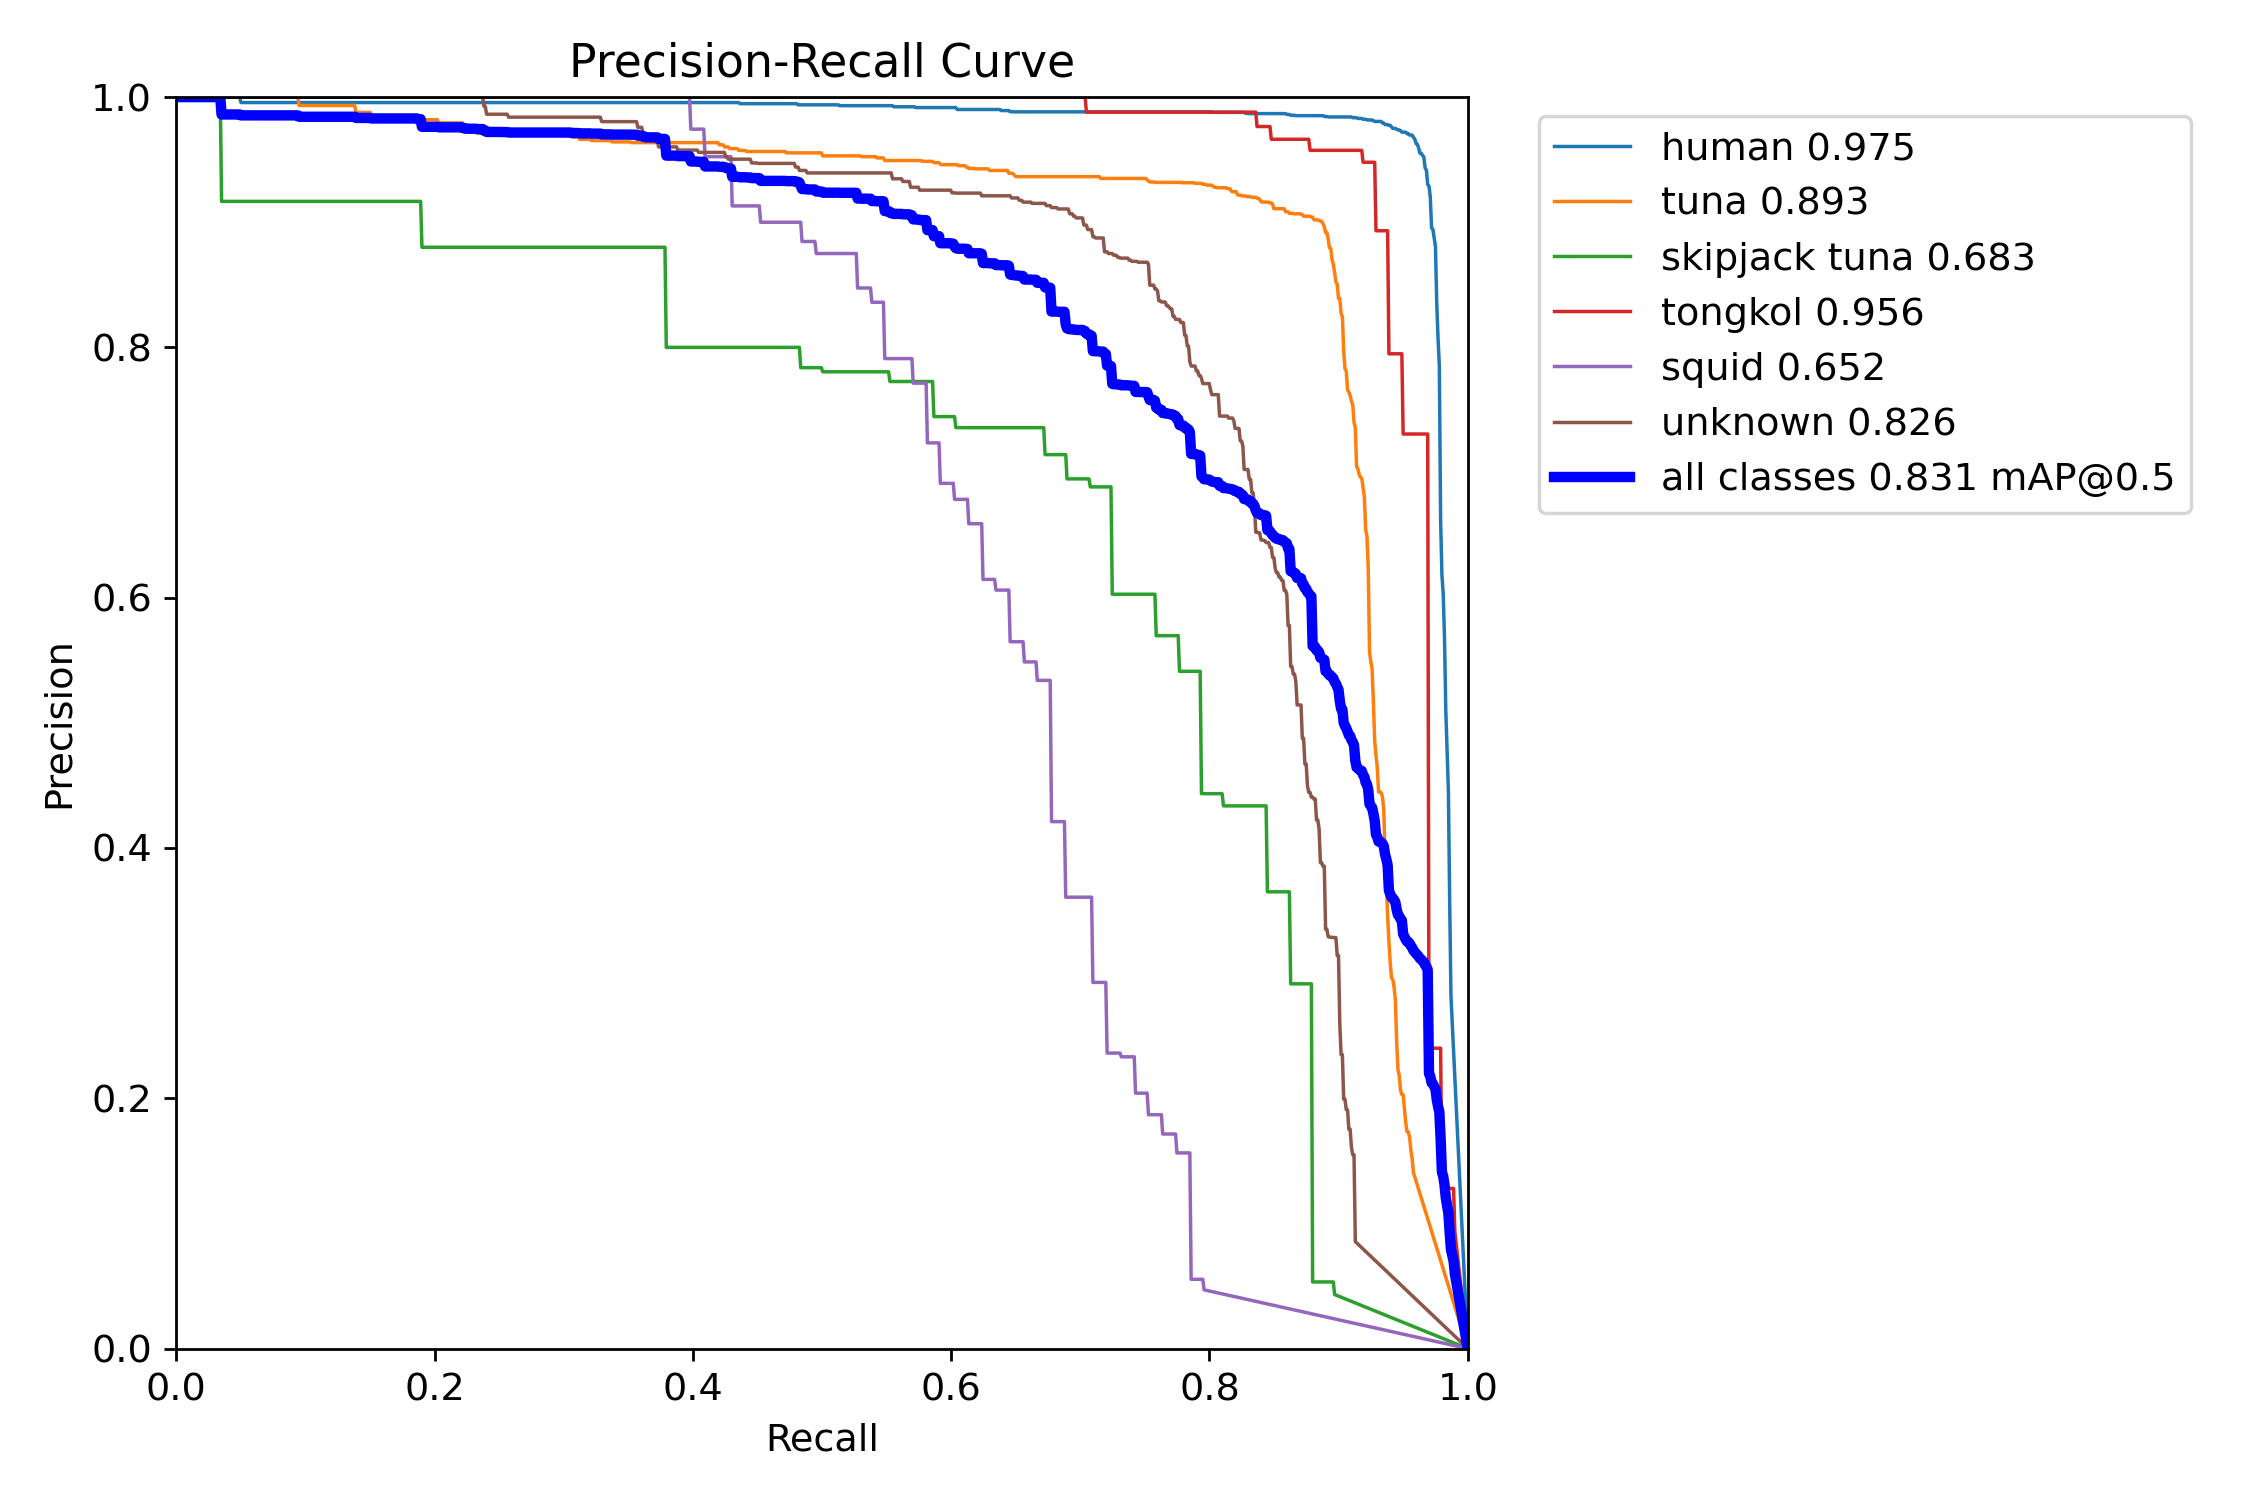 Precision-Recall Curve
1.0
0.8
0.6
0.4
0.2
0.0
Precision
0.0 0.2 0.4 0.6 0.8 1.0
Recall
human 0.975
tuna 0.893
skipjack tuna 0.683
tongkol 0.956
squid 0.652
unknown 0.826
all classes 0.831 mAP@0.5